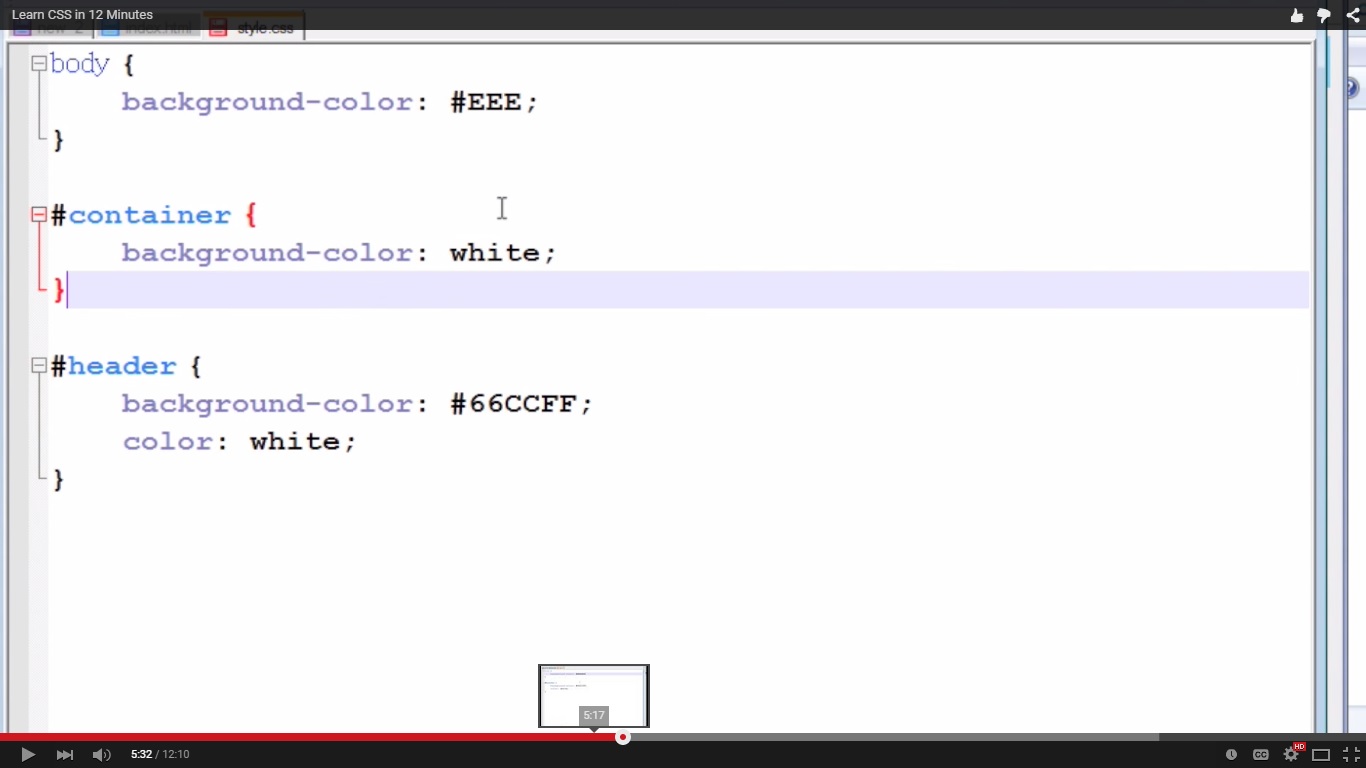 Learn CSS in 12 Minutes
new 2 index.html style.css
body {
background-color: #EEE;
}
#container {
background-color: white;
}
#header {
background-color: #66CCFF;
color: white;
}
5:17
5:32 / 12:10
CC
HD